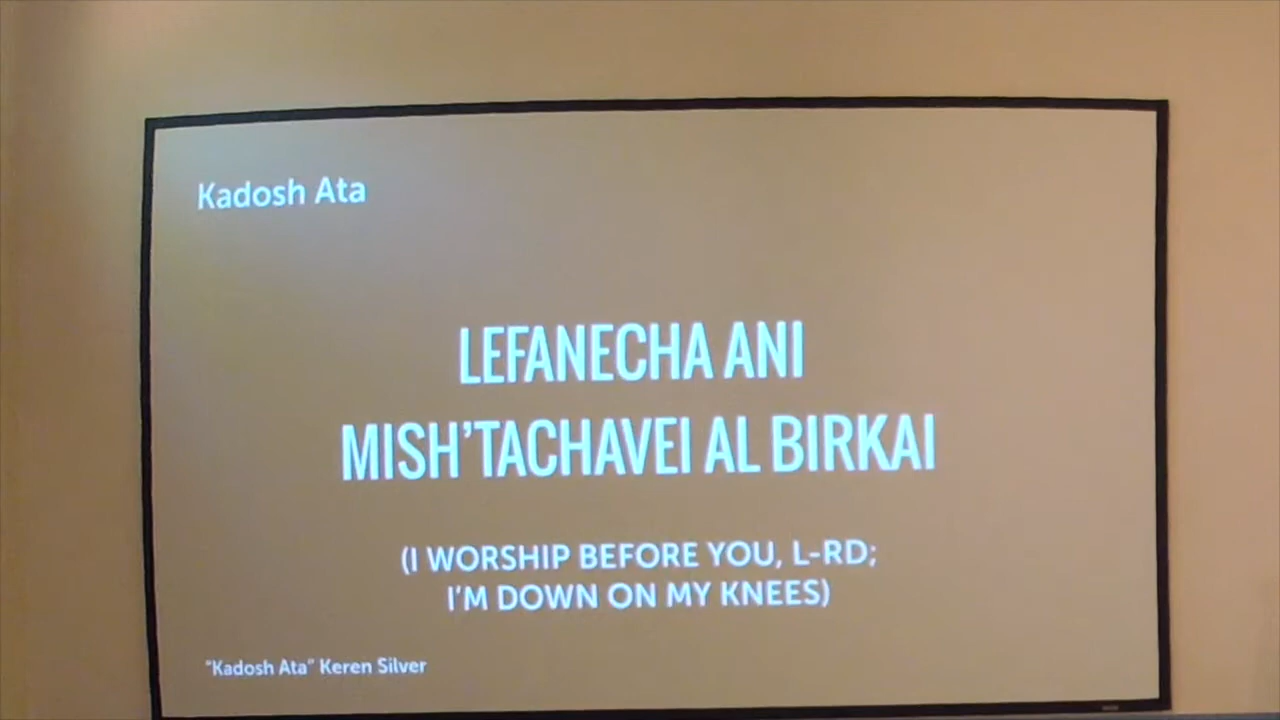 Kadosh Ata
LEFANECHA ANI
MISH'TACHAVEI AL BIRKAI
(I WORSHIP BEFORE YOU, L-RD;
I'M DOWN ON MY KNEES)
"Kadosh Ata" Keren Silver